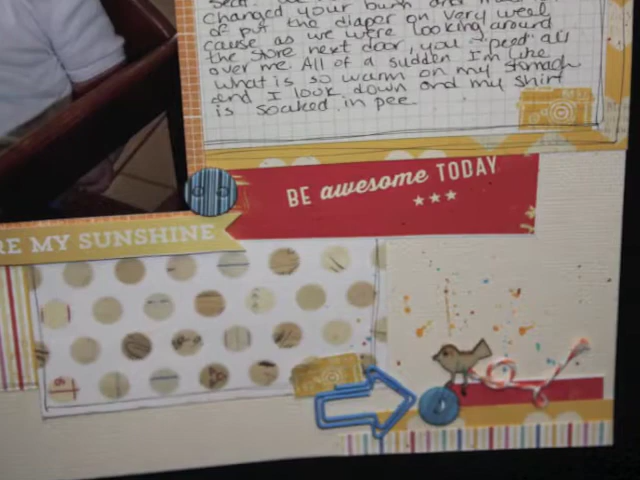 changed your bum and must
of put the diaper on very well
cause as we were looking around
the store next door, you peed all
over me. All of a sudden I'm like
what is so warm on my stomach
and I look down and my shirt
is soaked in pee
BE awesome TODAY
RE MY SUNSHINE